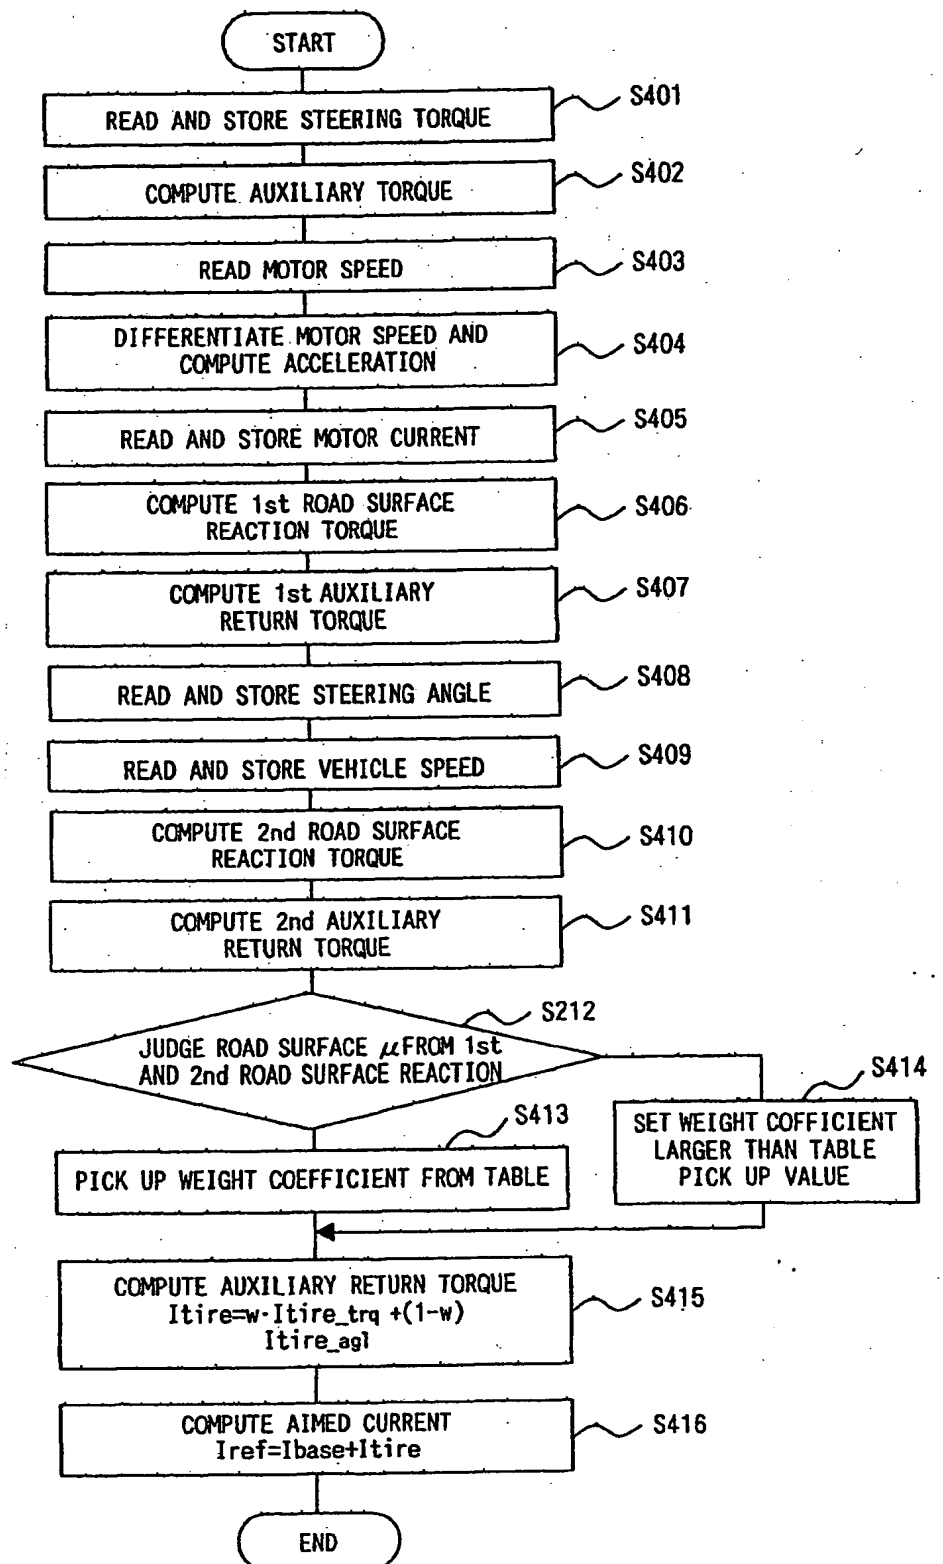 START
READ AND STORE STEERING TORQUE
S401
COMPUTE AUXILIARY TORQUE
S402
READ MOTOR SPEED
S403
DIFFERENTIATE MOTOR SPEED AND
COMPUTE ACCELERATION
S404
READ AND STORE MOTOR CURRENT
S405
COMPUTE 1st ROAD SURFACE
REACTION TORQUE
S406
COMPUTE 1st AUXILIARY
RETURN TORQUE
S407
READ AND STORE STEERING ANGLE
S408
READ AND STORE VEHICLE SPEED
S409
COMPUTE 2nd ROAD SURFACE
REACTION TORQUE
S410
COMPUTE 2nd AUXILIARY
RETURN TORQUE
S411
S212
JUDGE ROAD SURFACE μ FROM 1st
AND 2nd ROAD SURFACE REACTION
S413
PICK UP WEIGHT COEFFICIENT FROM TABLE
S414
SET WEIGHT COFFICIENT
LARGER THAN TABLE
PICK UP VALUE
COMPUTE AUXILIARY RETURN TORQUE
Itire=w·Itire_trq +(1-w)
Itire_agl
S415
COMPUTE AIMED CURRENT
Iref=Ibase+Itire
S416
END